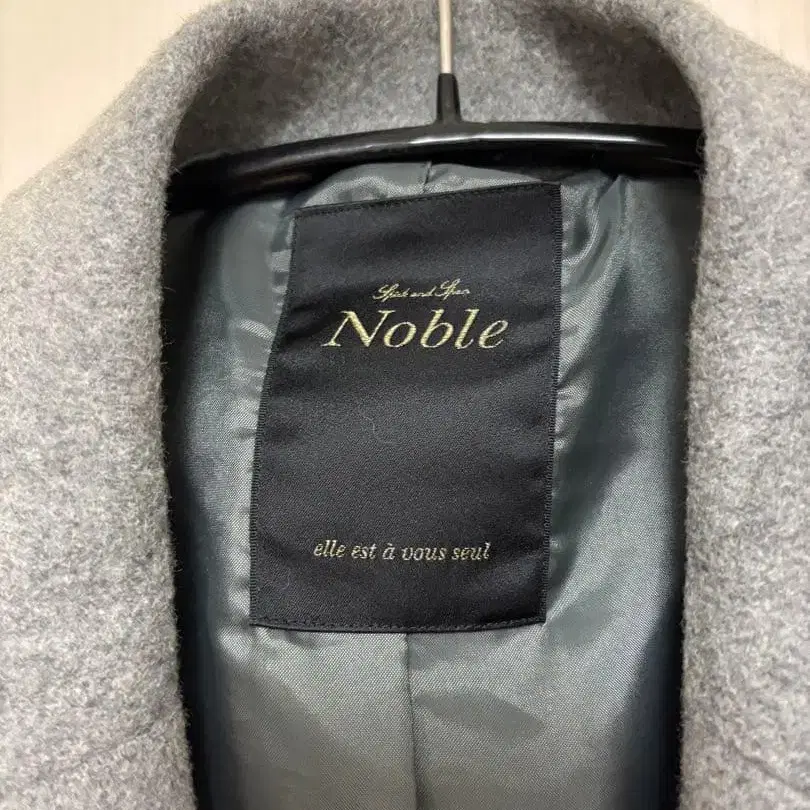 Spick and Span
Noble
elle est à vous seul